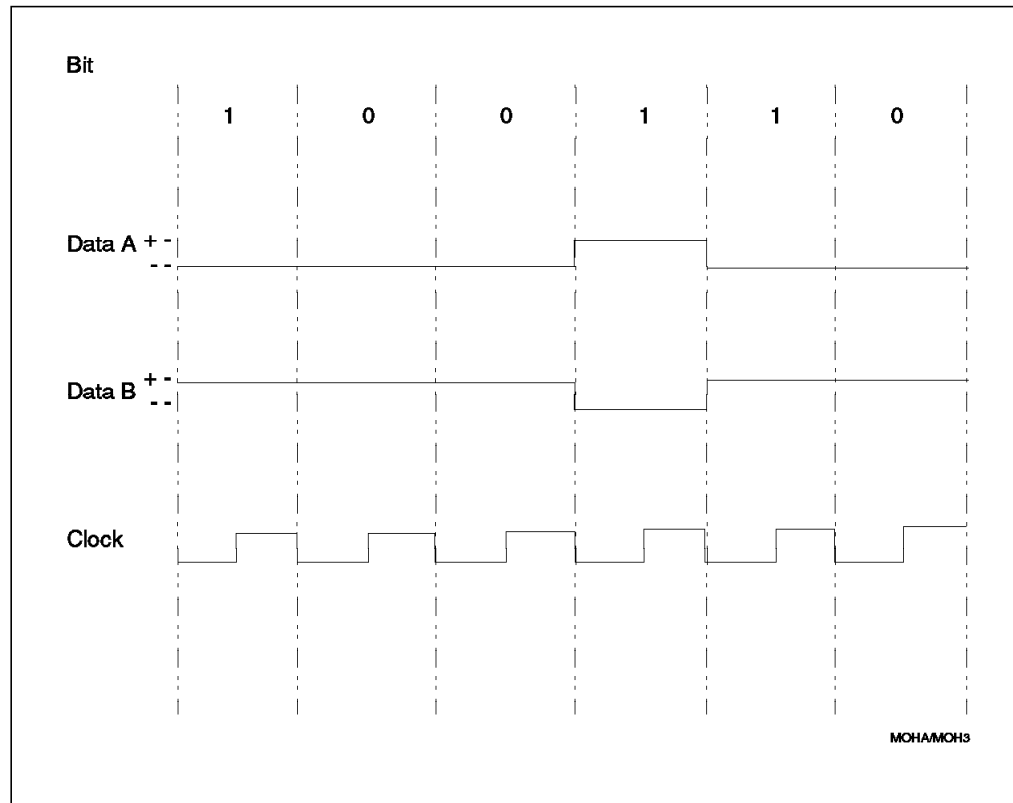 Bit
1 0 0 1 1 0
Data A + -
- -
Data B + -
- -
Clock
MOHA/MOH3